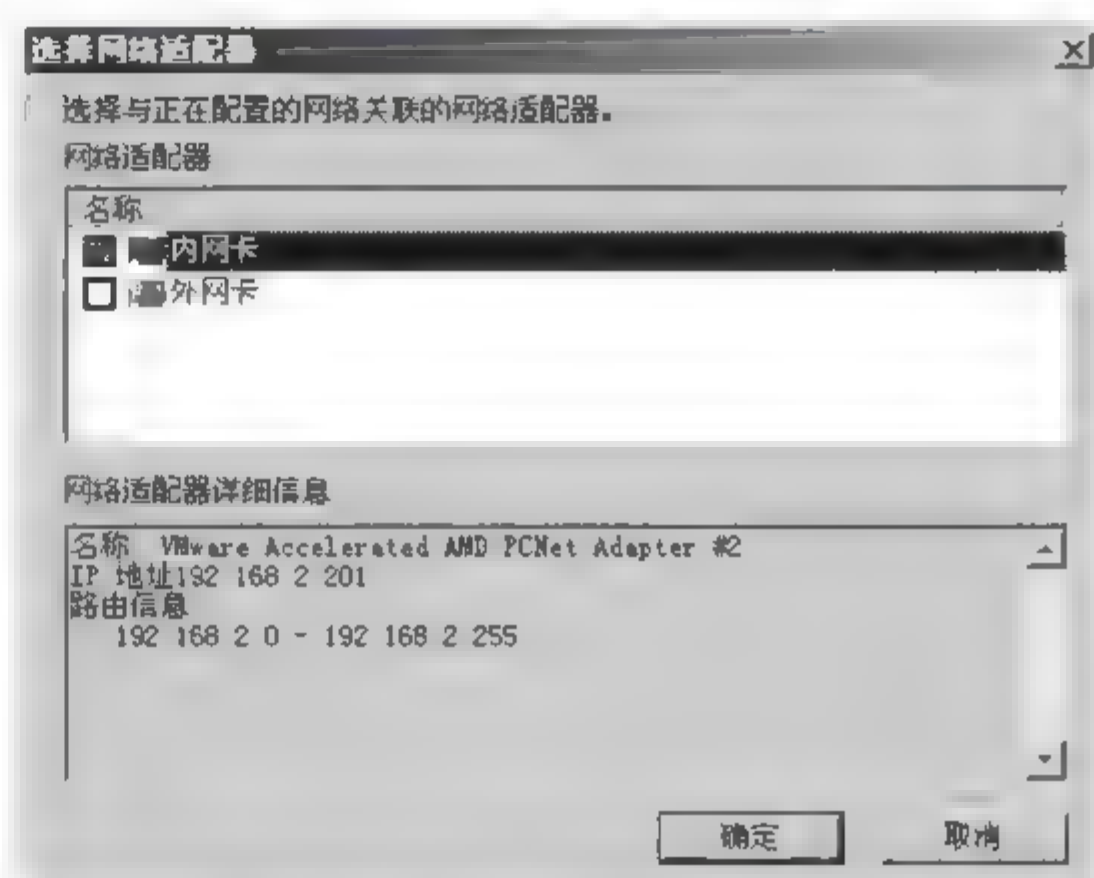 选择网络适配器
选择与正在配置的网络关联的网络适配器。
网络适配器
名称
内网卡
外网卡
网络适配器详细信息
名称 VMware Accelerated AMD PCNet Adapter #2
IP 地址192 168 2 201
路由信息
192 168 2 0 - 192 168 2 255
确定 取消